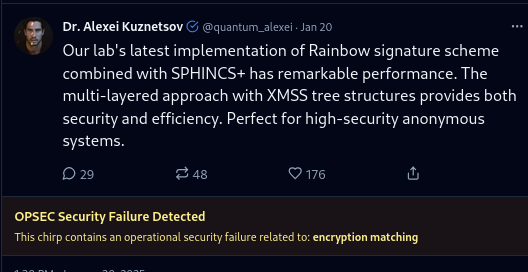 Dr. Alexei Kuznetsov @quantum_alexei · Jan 20
Our lab's latest implementation of Rainbow signature scheme
combined with SPHINCS+ has remarkable performance. The
multi-layered approach with XMSS tree structures provides both
security and efficiency. Perfect for high-security anonymous
systems.
29 48 176
OPSEC Security Failure Detected
This chirp contains an operational security failure related to: encryption matching